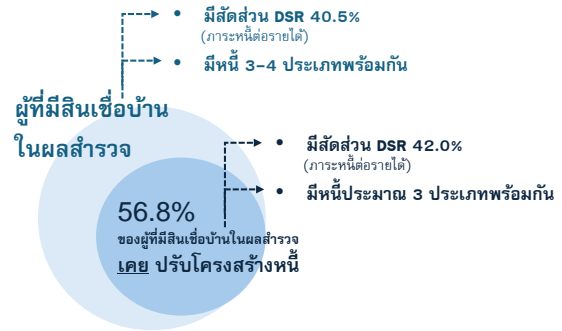 • มีสัดส่วน DSR 40.5%
(ภาระหนี้ต่อรายได้)
• มีหนี้ 3-4 ประเภทพร้อมกัน
ผู้ที่มีสินเชื่อบ้าน
ในผลสำรวจ
• มีสัดส่วน DSR 42.0%
(ภาระหนี้ต่อรายได้)
• มีหนี้ประมาณ 3 ประเภทพร้อมกัน
56.8%
ของผู้ที่มีสินเชื่อบ้านในผลสำรวจ
เคย ปรับโครงสร้างหนี้